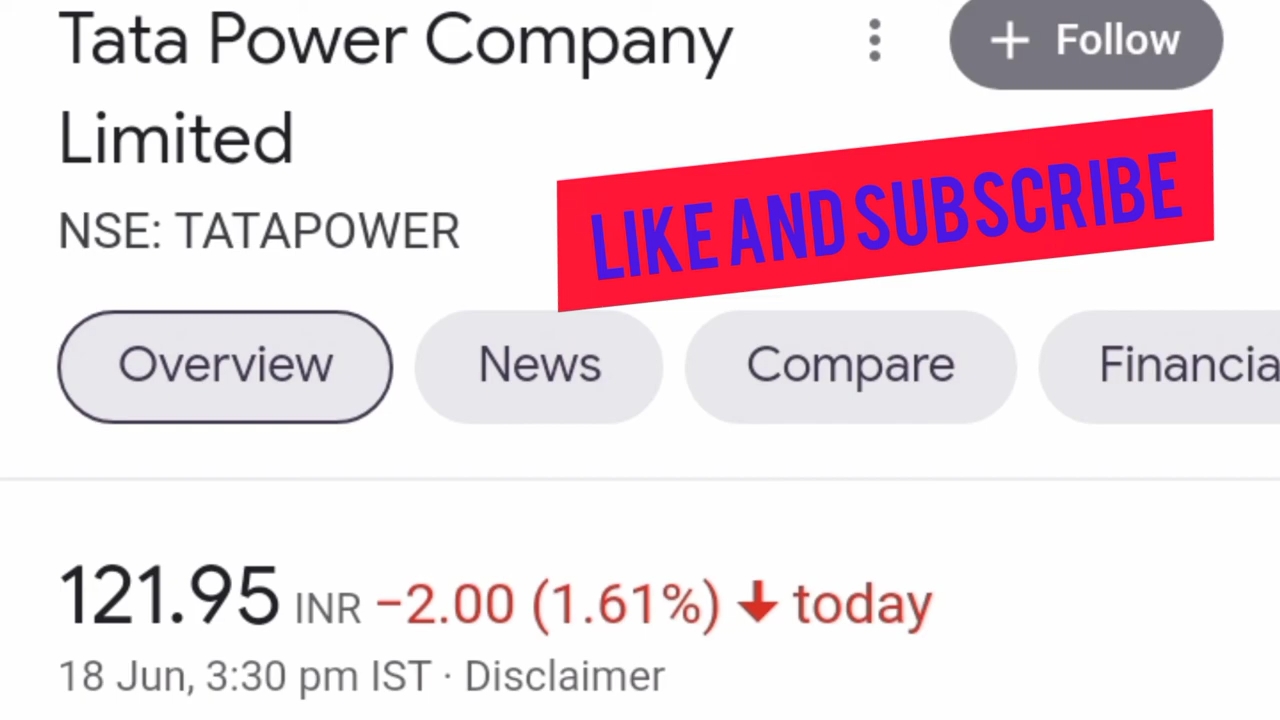 Tata Power Company
Limited
+ Follow
LIKE AND SUBSCRIBE
NSE: TATAPOWER
Overview
News
Compare
Financia
121.95 INR −2.00 (1.61%) ↓ today
18 Jun, 3:30 pm IST · Disclaimer